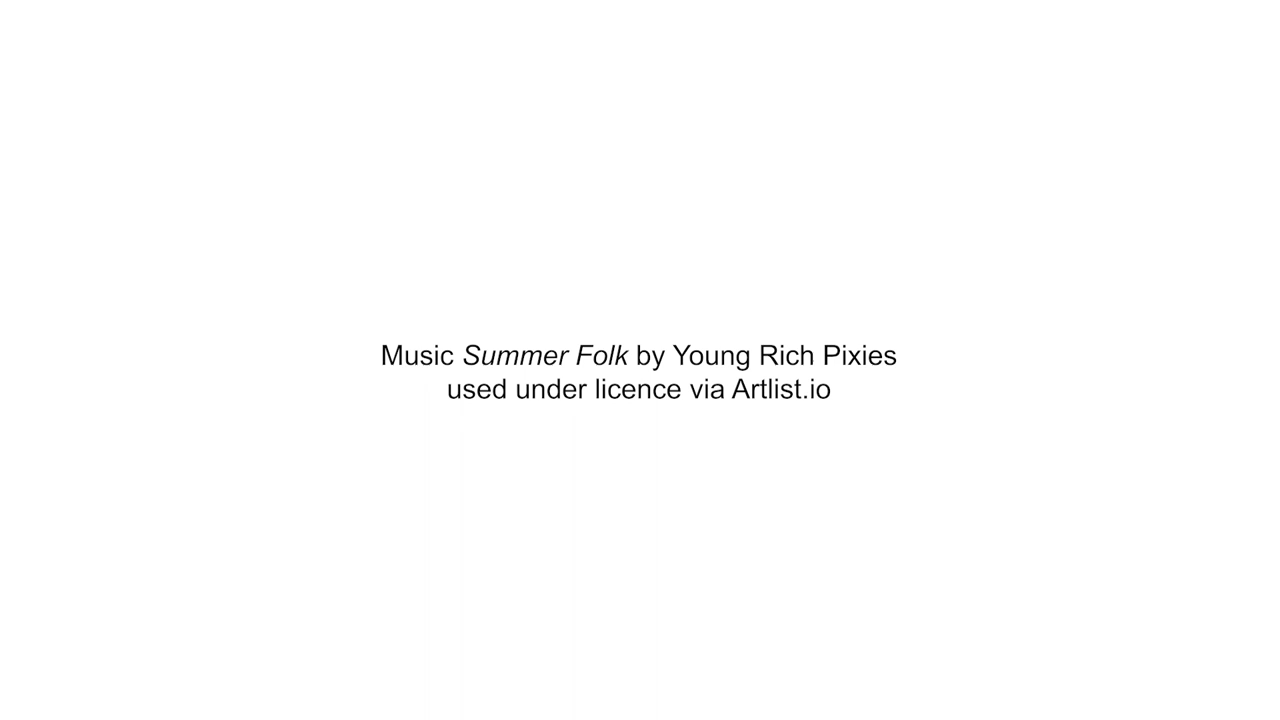 Music Summer Folk by Young Rich Pixies
used under licence via Artlist.io